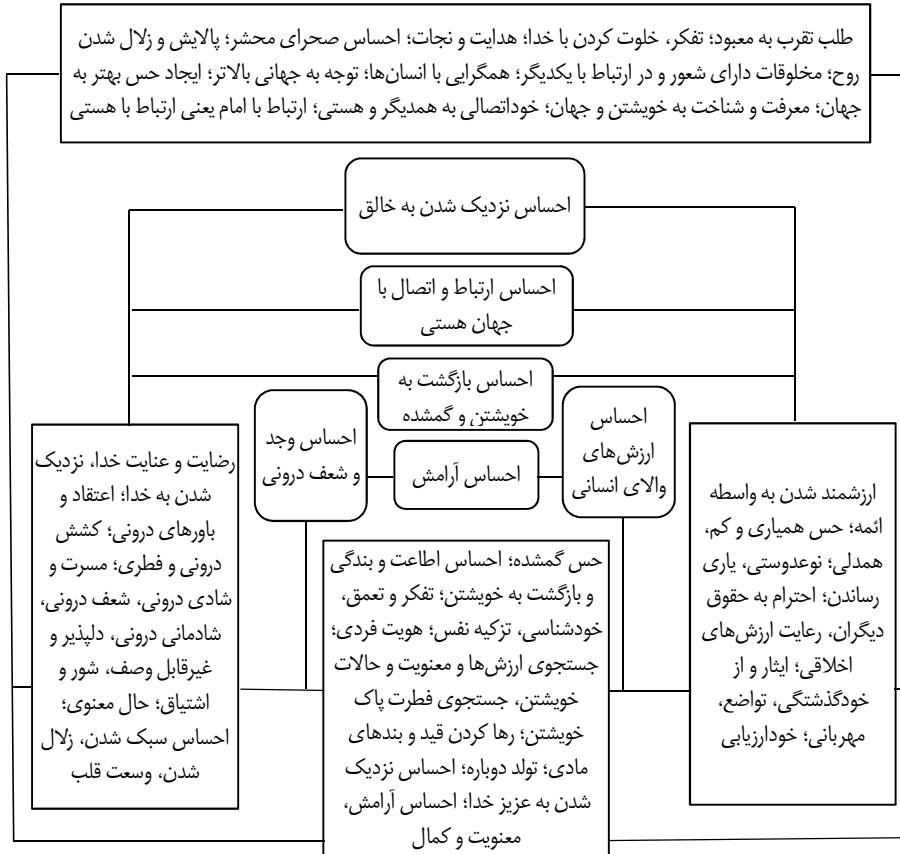 طلب تقرب به معبود؛ تفکر، خلوت کردن با خدا؛ هدایت و نجات؛ احساس صحرای محشر؛ پالایش و زلال شدن
روح؛ مخلوقات دارای شعور و در ارتباط با یکدیگر؛ همگرایی با انسان‌ها؛ توجه به جهانی بالاتر؛ ایجاد حس بهتر به
جهان؛ معرفت و شناخت به خویشتن و جهان؛ خوداتصالی به همدیگر و هستی؛ ارتباط با امام یعنی ارتباط با هستی
احساس نزدیک شدن به خالق
احساس ارتباط و اتصال با
جهان هستی
احساس بازگشت به
خویشتن و گمشده
احساس
ارزش‌های
والای انسانی
احساس آرامش
احساس وجد
و شعف درونی
ارزشمند شدن به واسطه
ائمه؛ حس همیاری و کم،
همدلی؛ نوعدوستی، یاری
رساندن؛ احترام به حقوق
دیگران، رعایت ارزش‌های
اخلاقی؛ ایثار و از
خودگذشتگی، تواضع،
مهربانی؛ خودارزیابی
حس گمشده؛ احساس اطاعت و بندگی
و بازگشت به خویشتن؛ تفکر و تعمق،
خودشناسی، تزکیه نفس؛ هویت فردی؛
جستجوی ارزش‌ها و معنویت و حالات
خویشتن، جستجوی فطرت پاک
خویشتن؛ رها کردن قید و بندهای
مادی؛ تولد دوباره؛ احساس نزدیک
شدن به عزیز خدا؛ احساس آرامش،
معنویت و کمال
رضایت و عنایت خدا، نزدیک
شدن به خدا؛ اعتقاد و
باورهای درونی؛ کشش
درونی و فطری؛ مسرت و
شادی درونی، شعف درونی،
شادمانی درونی، دلپذیر و
غیرقابل وصف، شور و
اشتیاق؛ حال معنوی؛
احساس سبک شدن، زلال
شدن، وسعت قلب